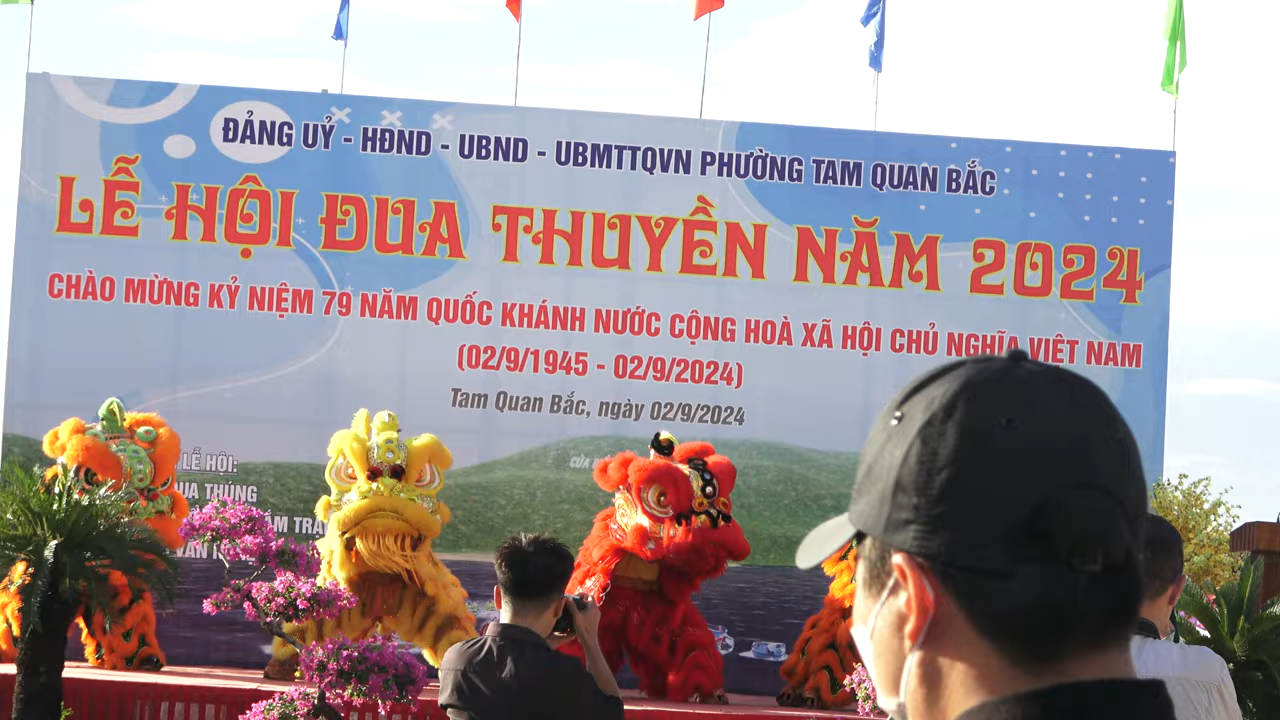 ĐẢNG UỶ - HĐND - UBND - UBMTTQVN PHƯỜNG TAM QUAN BẮC
LỄ HỘI ĐUA THUYỀN NĂM 2024
CHÀO MỪNG KỶ NIỆM 79 NĂM QUỐC KHÁNH NƯỚC CỘNG HOÀ XÃ HỘI CHỦ NGHĨA VIỆT NAM
(02/9/1945 - 02/9/2024)
Tam Quan Bắc, ngày 02/9/2024
CỬA
LỄ HỘI:
THÚNG